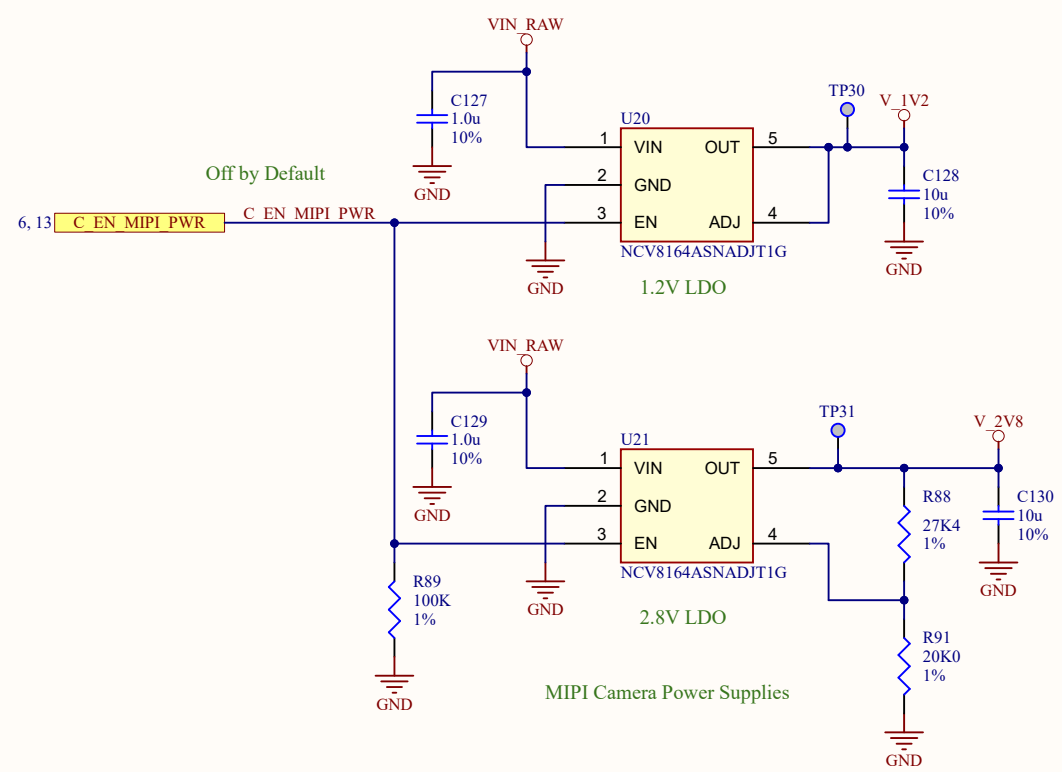 VIN_RAW
C127
1.0u
10%
GND
Off by Default
6, 13
C_EN_MIPI_PWR
C_EN_MIPI_PWR
U20
1
VIN
OUT
5
2
GND
3
EN
ADJ
4
NCV8164ASNADJT1G
GND
1.2V LDO
TP30
V_1V2
C128
10u
10%
GND
VIN_RAW
C129
1.0u
10%
GND
U21
1
VIN
OUT
5
2
GND
3
EN
ADJ
4
NCV8164ASNADJT1G
GND
2.8V LDO
TP31
V_2V8
R88
27K4
1%
C130
10u
10%
GND
R89
100K
1%
GND
R91
20K0
1%
GND
MIPI Camera Power Supplies